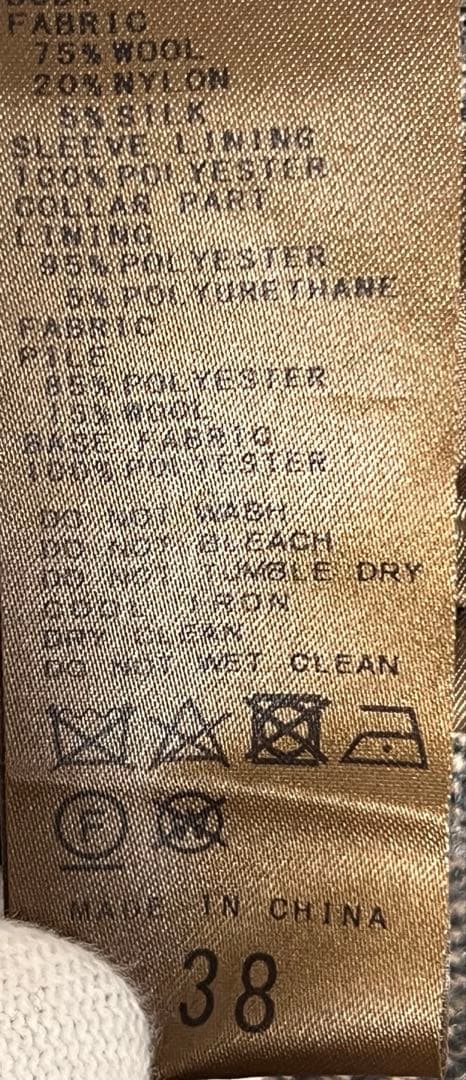 BODY
FABRIC
75% WOOL
20% NYLON
5% SILK
SLEEVE LINING
100% POLYESTER
COLLAR PART
LINING
95% POLYESTER
5% POLYURETHANE
FABRIC
PILE
85% POLYESTER
15% WOOL
BASE FABRIC
100% POLYESTER
DO NOT WASH
DO NOT BLEACH
DO NOT TUMBLE DRY
COOL IRON
DRY CLEAN
DO NOT WET CLEAN
F W
MADE IN CHINA
38